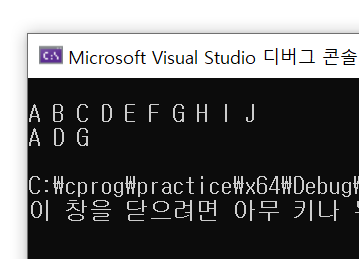 Microsoft Visual Studio 디버그 콘솔
A B C D E F G H I J
A D G
C:₩cprog₩practice₩x64₩Debug₩
이 창을 닫으려면 아무 키나